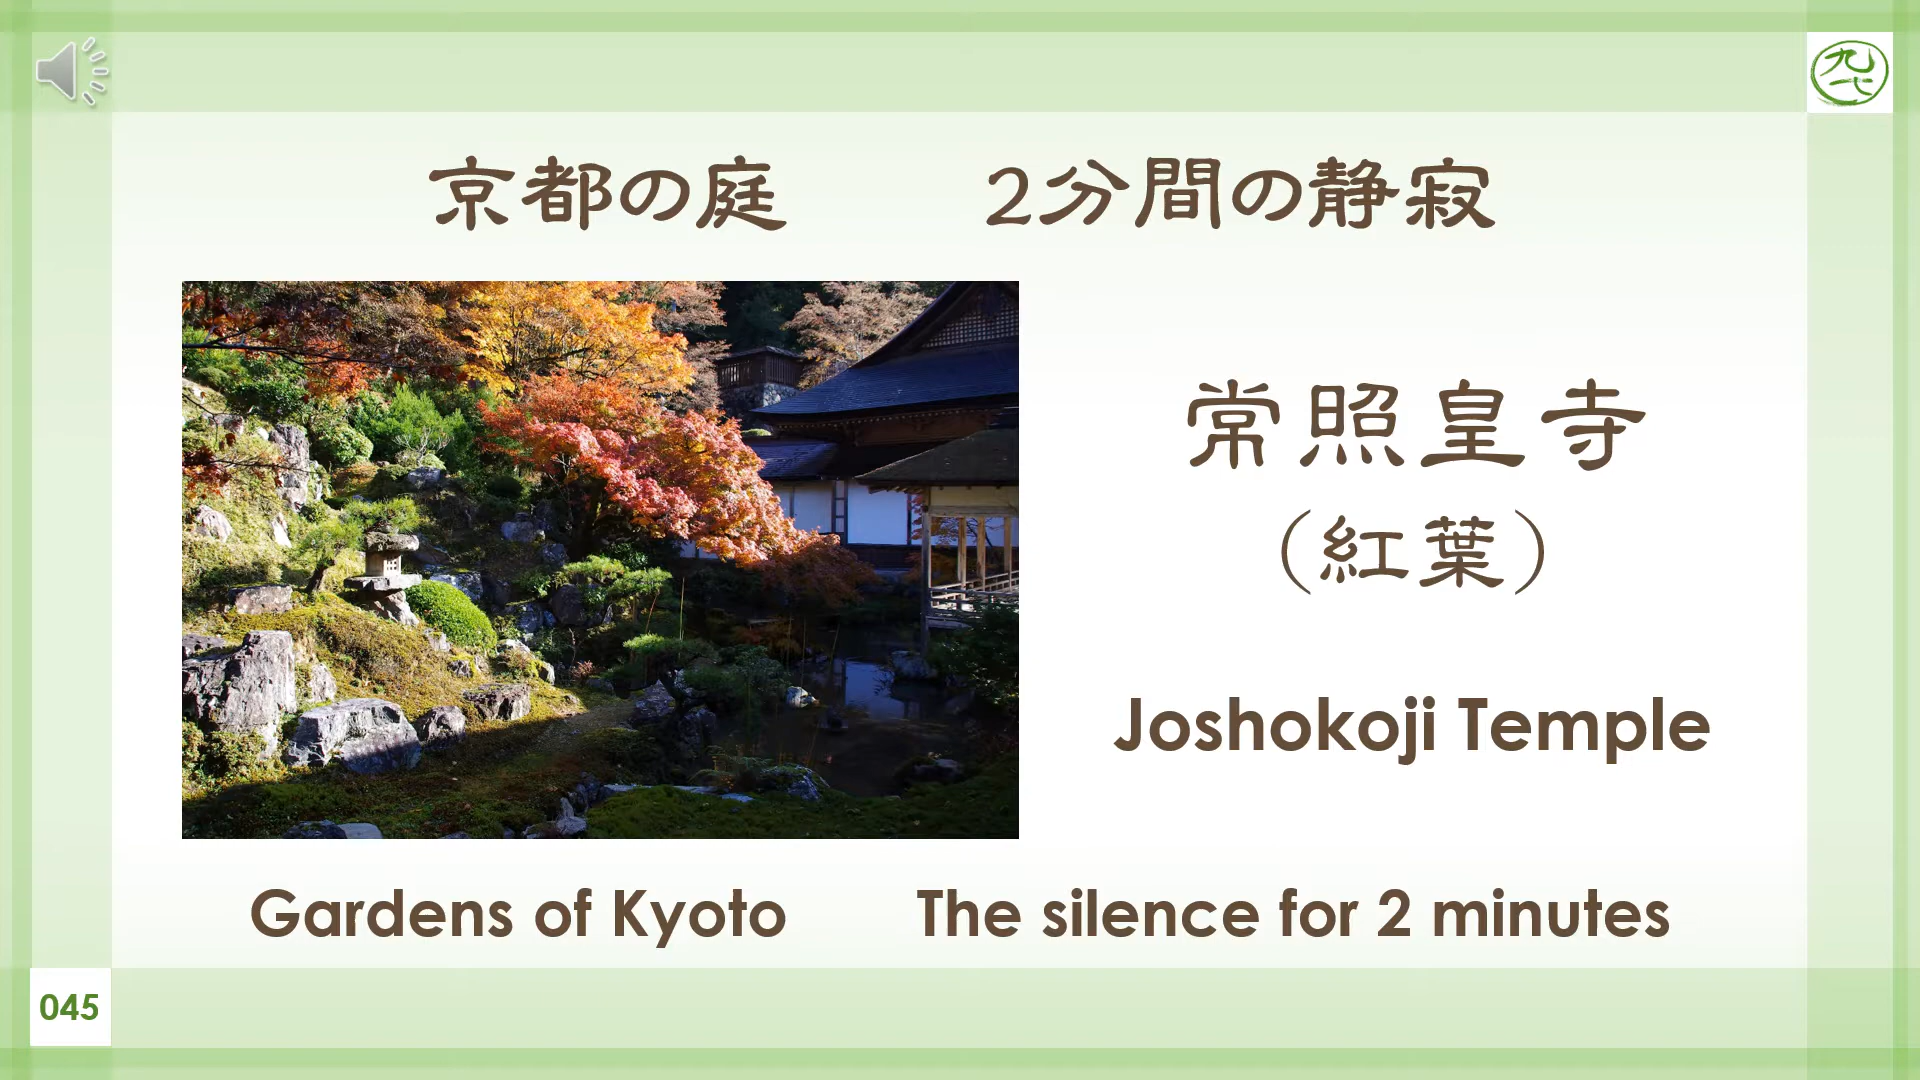 京都の庭 2分間の静寂
常照皇寺
（紅葉）
Joshokoji Temple
Gardens of Kyoto The silence for 2 minutes
045